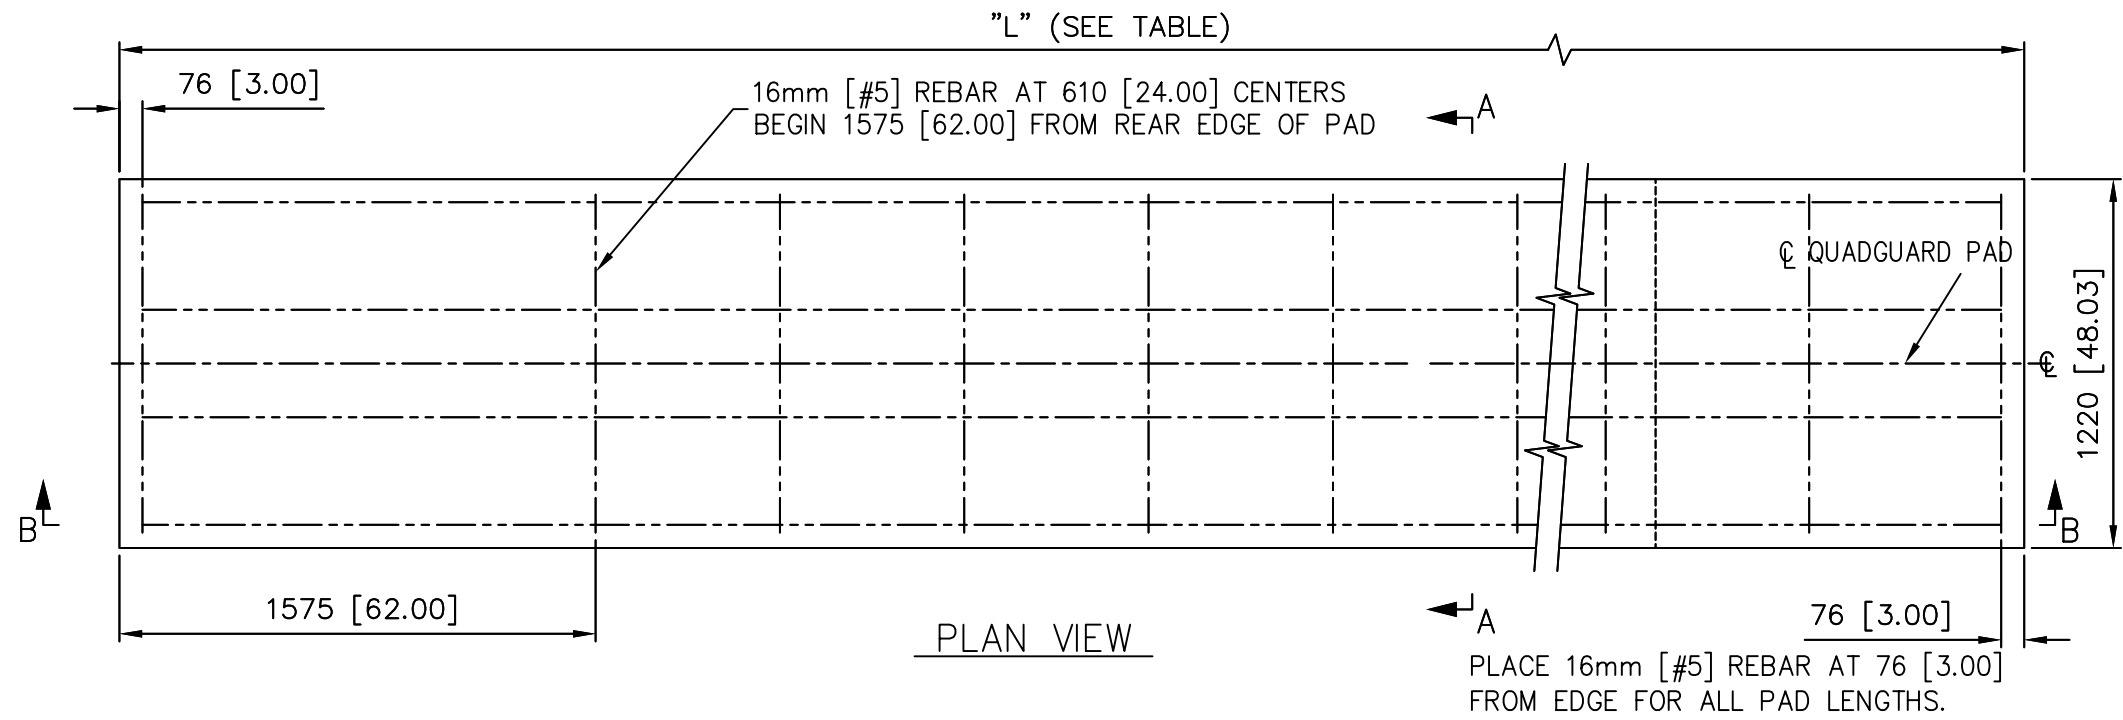 "L" (SEE TABLE)
76 [3.00]
16mm [#5] REBAR AT 610 [24.00] CENTERS
BEGIN 1575 [62.00] FROM REAR EDGE OF PAD
A
℄ QUADGUARD PAD
1220 [48.03]
℄
B
B
1575 [62.00]
PLAN VIEW
A
76 [3.00]
PLACE 16mm [#5] REBAR AT 76 [3.00]
FROM EDGE FOR ALL PAD LENGTHS.